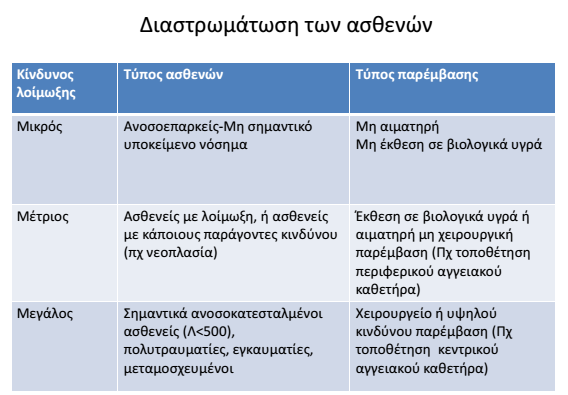 Διαστρωμάτωση των ασθενών
Κίνδυνος
λοίμωξης
Τύπος ασθενών
Τύπος παρέμβασης
Μικρός
Ανοσοεπαρκείς-Μη σημαντικό
υποκείμενο νόσημα
Μη αιματηρή
Μη έκθεση σε βιολογικά υγρά
Μέτριος
Ασθενείς με λοίμωξη, ή ασθενείς
με κάποιους παράγοντες κινδύνου
(πχ νεοπλασία)
Έκθεση σε βιολογικά υγρά ή
αιματηρή μη χειρουργική
παρέμβαση (Πχ τοποθέτηση
περιφερικού αγγειακού
καθετήρα)
Μεγάλος
Σημαντικά ανοσοκατεσταλμένοι
ασθενείς (Λ<500),
πολυτραυματίες, εγκαυματίες,
μεταμοσχευμένοι
Χειρουργείο ή υψηλού
κινδύνου παρέμβαση (Πχ
τοποθέτηση κεντρικού
αγγειακού καθετήρα)